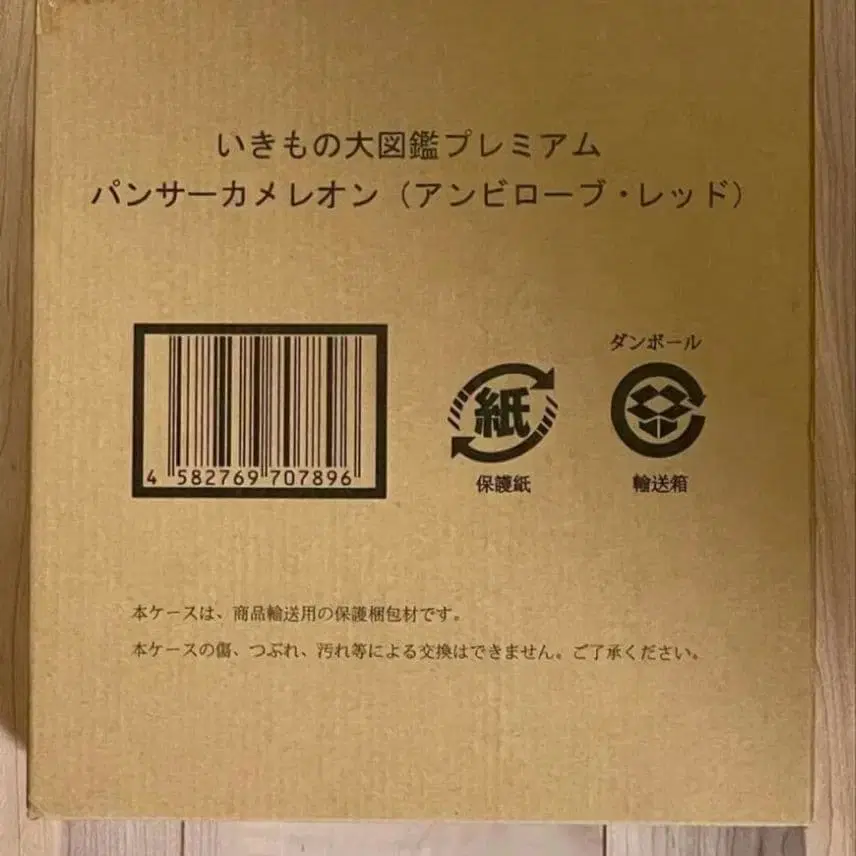 いきもの大図鑑プレミアム
パンサーカメレオン（アンビローブ・レッド）
ダンボール
紙
4 582769 707896
保護紙
輸送箱
本ケースは、商品輸送用の保護梱包材です。
本ケースの傷、つぶれ、汚れ等による交換はできません。ご了承ください。